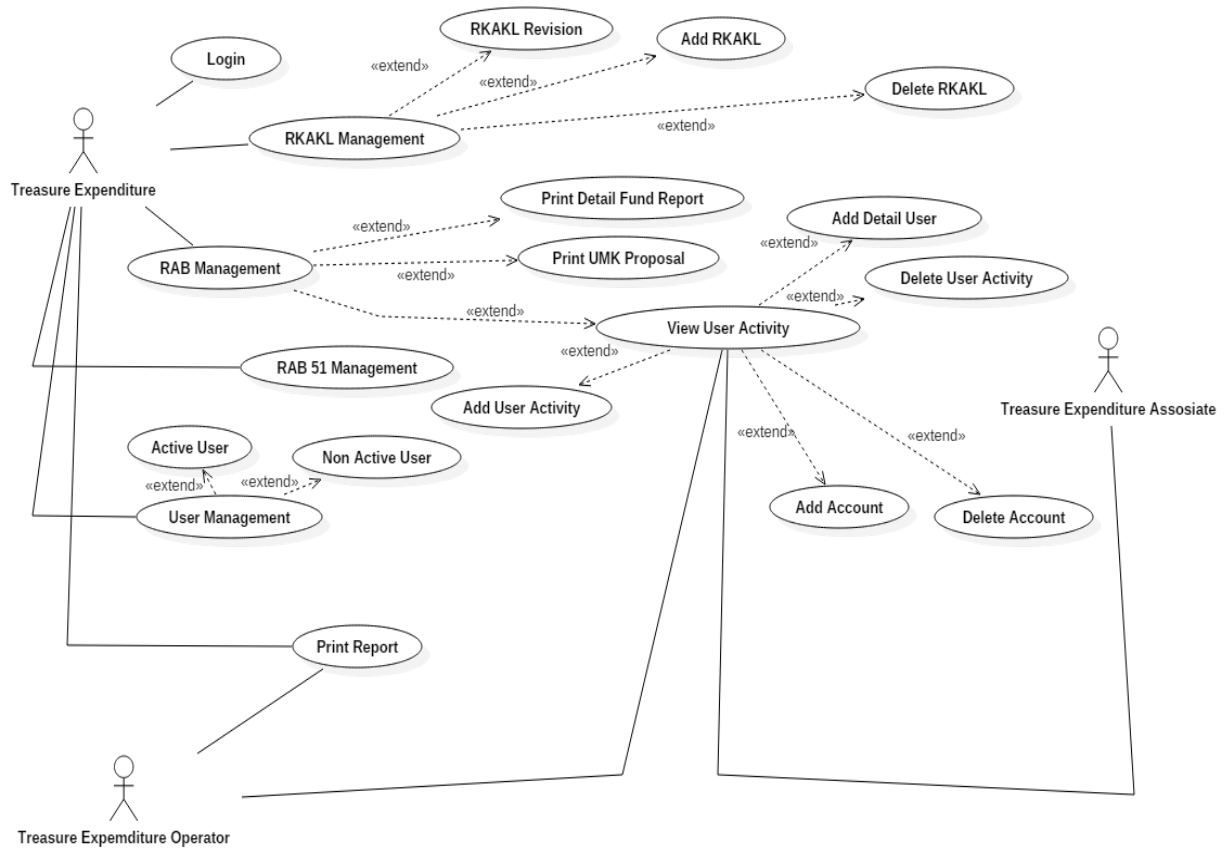 RKAKL Revision
Add RKAKL
Login
«extend»
«extend»
Delete RKAKL
«extend»
RKAKL Management
Treasure Expenditure
Print Detail Fund Report
Add Detail User
«extend»
«extend»
Print UMK Proposal
RAB Management
«extend»
Delete User Activity
«extend»
«extend»
View User Activity
«extend»
RAB 51 Management
Add User Activity
Treasure Expenditure Assosiate
Active User
Non Active User
«extend»
«extend»
«extend»
«extend»
User Management
Add Account
Delete Account
Print Report
Treasure Expemditure Operator